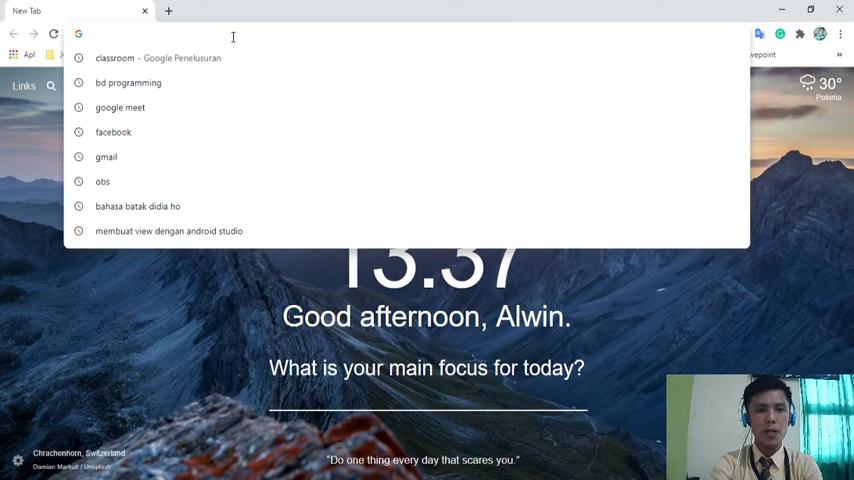 New Tab
Apl
wepoint
»
classroom - Google Penelusuran
bd programming
google meet
facebook
gmail
obs
bahasa batak didia ho
membuat view dengan android studio
Links
30°
Polonia
13.37
Good afternoon, Alwin.
What is your main focus for today?
Chrachenhorn, Switzerland
Damian Markutt / Unsplash
“Do one thing every day that scares you.”